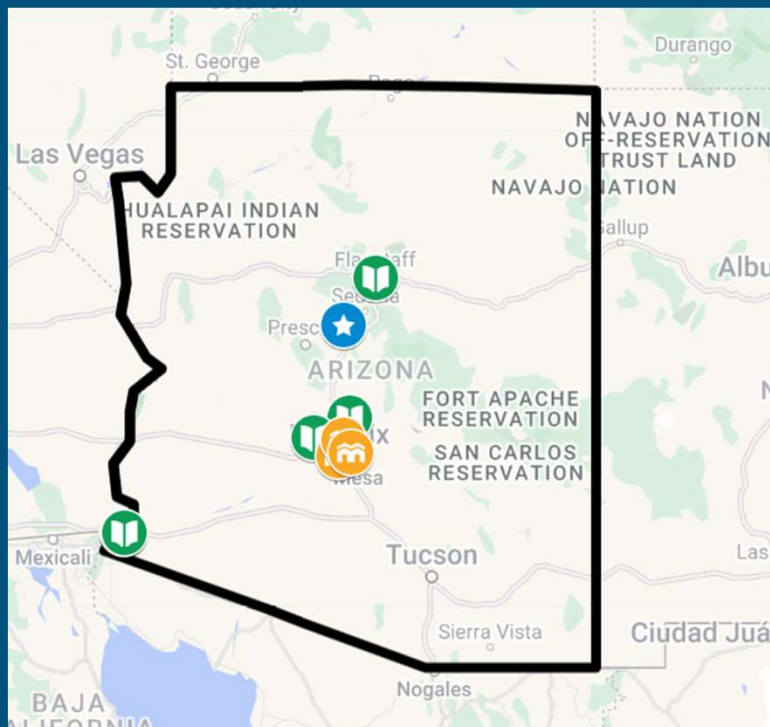 Durango
St. George
NAVAJO NATION
OFF-RESERVATION
TRUST LAND
Las Vegas
NAVAJO NATION
HUALAPAI INDIAN
RESERVATION
Gallup
Albu
ARIZONA
FORT APACHE
RESERVATION
SAN CARLOS
RESERVATION
Mesa
Mexicali
Tucson
Las
Sierra Vista
Ciudad Juá
Nogales
BAJA